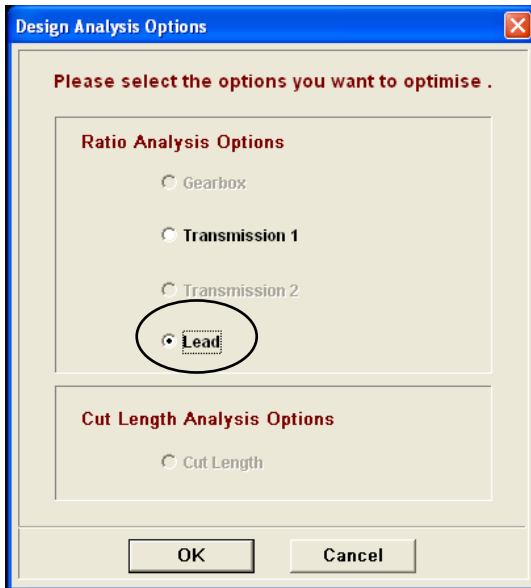 Design Analysis Options
Please select the options you want to optimise .
Ratio Analysis Options
Gearbox
Transmission 1
Transmission 2
Lead
Cut Length Analysis Options
Cut Length
OK
Cancel